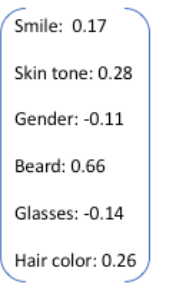 Smile: 0.17
Skin tone: 0.28
Gender: -0.11
Beard: 0.66
Glasses: -0.14
Hair color: 0.26